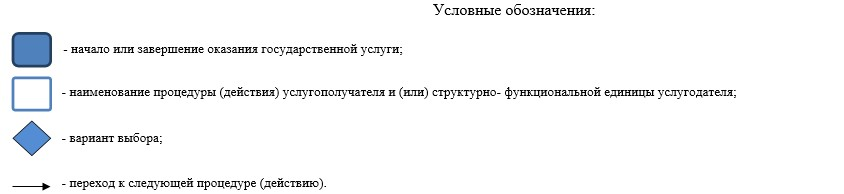 Условные обозначения:
- начало или завершение оказания государственной услуги;
- наименование процедуры (действия) услугополучателя и (или) структурно- функциональной единицы услугодателя;
- вариант выбора;
- переход к следующей процедуре (действию).